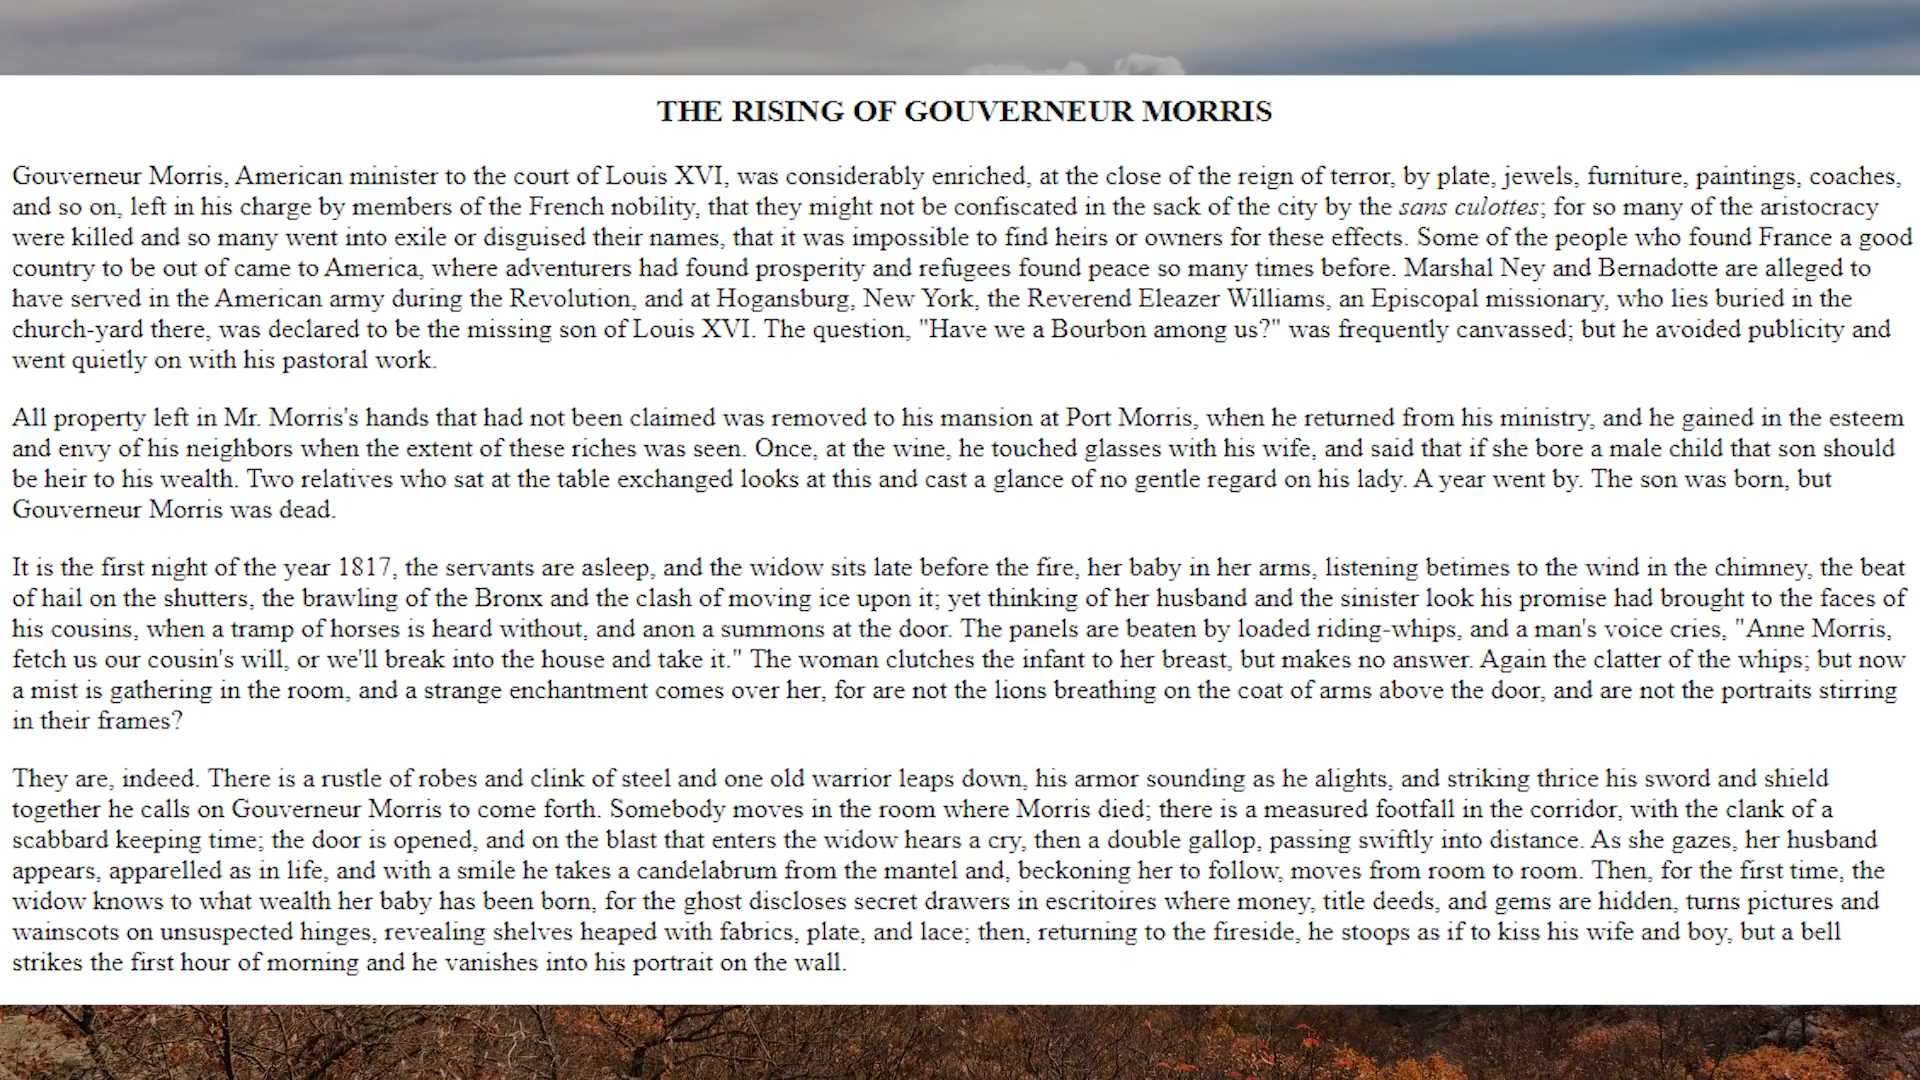 THE RISING OF GOUVERNEUR MORRIS
Gouverneur Morris, American minister to the court of Louis XVI, was considerably enriched, at the close of the reign of terror, by plate, jewels, furniture, paintings, coaches,
and so on, left in his charge by members of the French nobility, that they might not be confiscated in the sack of the city by the sans culottes; for so many of the aristocracy
were killed and so many went into exile or disguised their names, that it was impossible to find heirs or owners for these effects. Some of the people who found France a good
country to be out of came to America, where adventurers had found prosperity and refugees found peace so many times before. Marshal Ney and Bernadotte are alleged to
have served in the American army during the Revolution, and at Hogansburg, New York, the Reverend Eleazer Williams, an Episcopal missionary, who lies buried in the
church-yard there, was declared to be the missing son of Louis XVI. The question, "Have we a Bourbon among us?" was frequently canvassed; but he avoided publicity and
went quietly on with his pastoral work.
All property left in Mr. Morris's hands that had not been claimed was removed to his mansion at Port Morris, when he returned from his ministry, and he gained in the esteem
and envy of his neighbors when the extent of these riches was seen. Once, at the wine, he touched glasses with his wife, and said that if she bore a male child that son should
be heir to his wealth. Two relatives who sat at the table exchanged looks at this and cast a glance of no gentle regard on his lady. A year went by. The son was born, but
Gouverneur Morris was dead.
It is the first night of the year 1817, the servants are asleep, and the widow sits late before the fire, her baby in her arms, listening betimes to the wind in the chimney, the beat
of hail on the shutters, the brawling of the Bronx and the clash of moving ice upon it; yet thinking of her husband and the sinister look his promise had brought to the faces of
his cousins, when a tramp of horses is heard without, and anon a summons at the door. The panels are beaten by loaded riding-whips, and a man's voice cries, "Anne Morris,
fetch us our cousin's will, or we'll break into the house and take it." The woman clutches the infant to her breast, but makes no answer. Again the clatter of the whips; but now
a mist is gathering in the room, and a strange enchantment comes over her, for are not the lions breathing on the coat of arms above the door, and are not the portraits stirring
in their frames?
They are, indeed. There is a rustle of robes and clink of steel and one old warrior leaps down, his armor sounding as he alights, and striking thrice his sword and shield
together he calls on Gouverneur Morris to come forth. Somebody moves in the room where Morris died; there is a measured footfall in the corridor, with the clank of a
scabbard keeping time; the door is opened, and on the blast that enters the widow hears a cry, then a double gallop, passing swiftly into distance. As she gazes, her husband
appears, apparelled as in life, and with a smile he takes a candelabrum from the mantel and, beckoning her to follow, moves from room to room. Then, for the first time, the
widow knows to what wealth her baby has been born, for the ghost discloses secret drawers in escritoires where money, title deeds, and gems are hidden, turns pictures and
wainscots on unsuspected hinges, revealing shelves heaped with fabrics, plate, and lace; then, returning to the fireside, he stoops as if to kiss his wife and boy, but a bell
strikes the first hour of morning and he vanishes into his portrait on the wall.